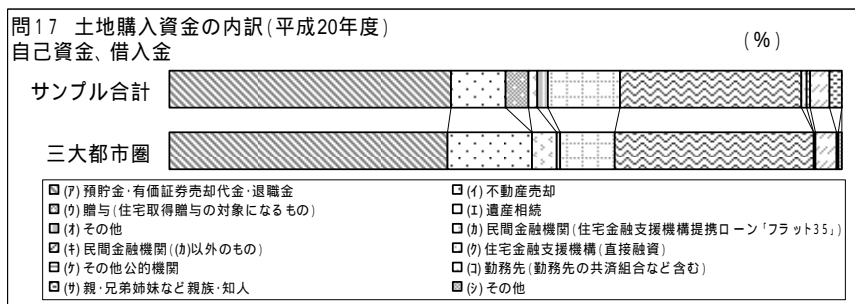 問17 土地購入資金の内訳(平成20年度)
自己資金、借入金
(%)
サンプル合計
三大都市圏
(ア) 預貯金・有価証券売却代金・退職金
(イ) 不動産売却
(ウ) 贈与(住宅取得贈与の対象になるもの)
(エ) 遺産相続
(オ) その他
(カ) 民間金融機関(住宅金融支援機構提携ローン「フラット35」)
(キ) 民間金融機関((カ)以外のもの)
(ク) 住宅金融支援機構(直接融資)
(ケ) その他公的機関
(コ) 勤務先(勤務先の共済組合など含む)
(サ) 親・兄弟姉妹など親族・知人
(シ) その他